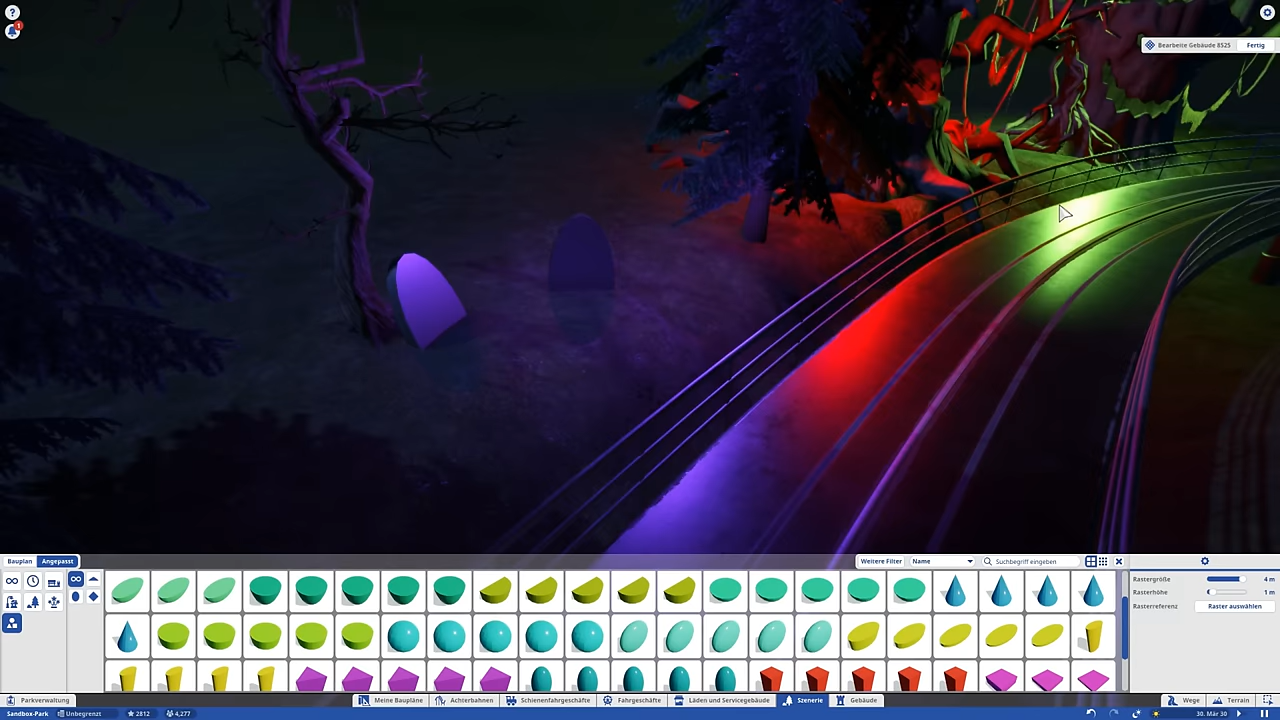 ?
1
Bearbeite Gebäude 8525 Fertig
Bauplan Angepasst
Weitere Filter Name Suchbegriff eingeben
Rastergröße 4 m
Rasterhöhe 1 m
Rasterreferenz Raster auswählen
Parkverwaltung Meine Baupläne Achterbahnen Schienenfahrgeschäfte Fahrgeschäfte Läden und Servicegebäude Szenerie Gebäude Wege Terrain
Sandbox-Park Unbegrenzt 2812 4,277 30. Mär 30